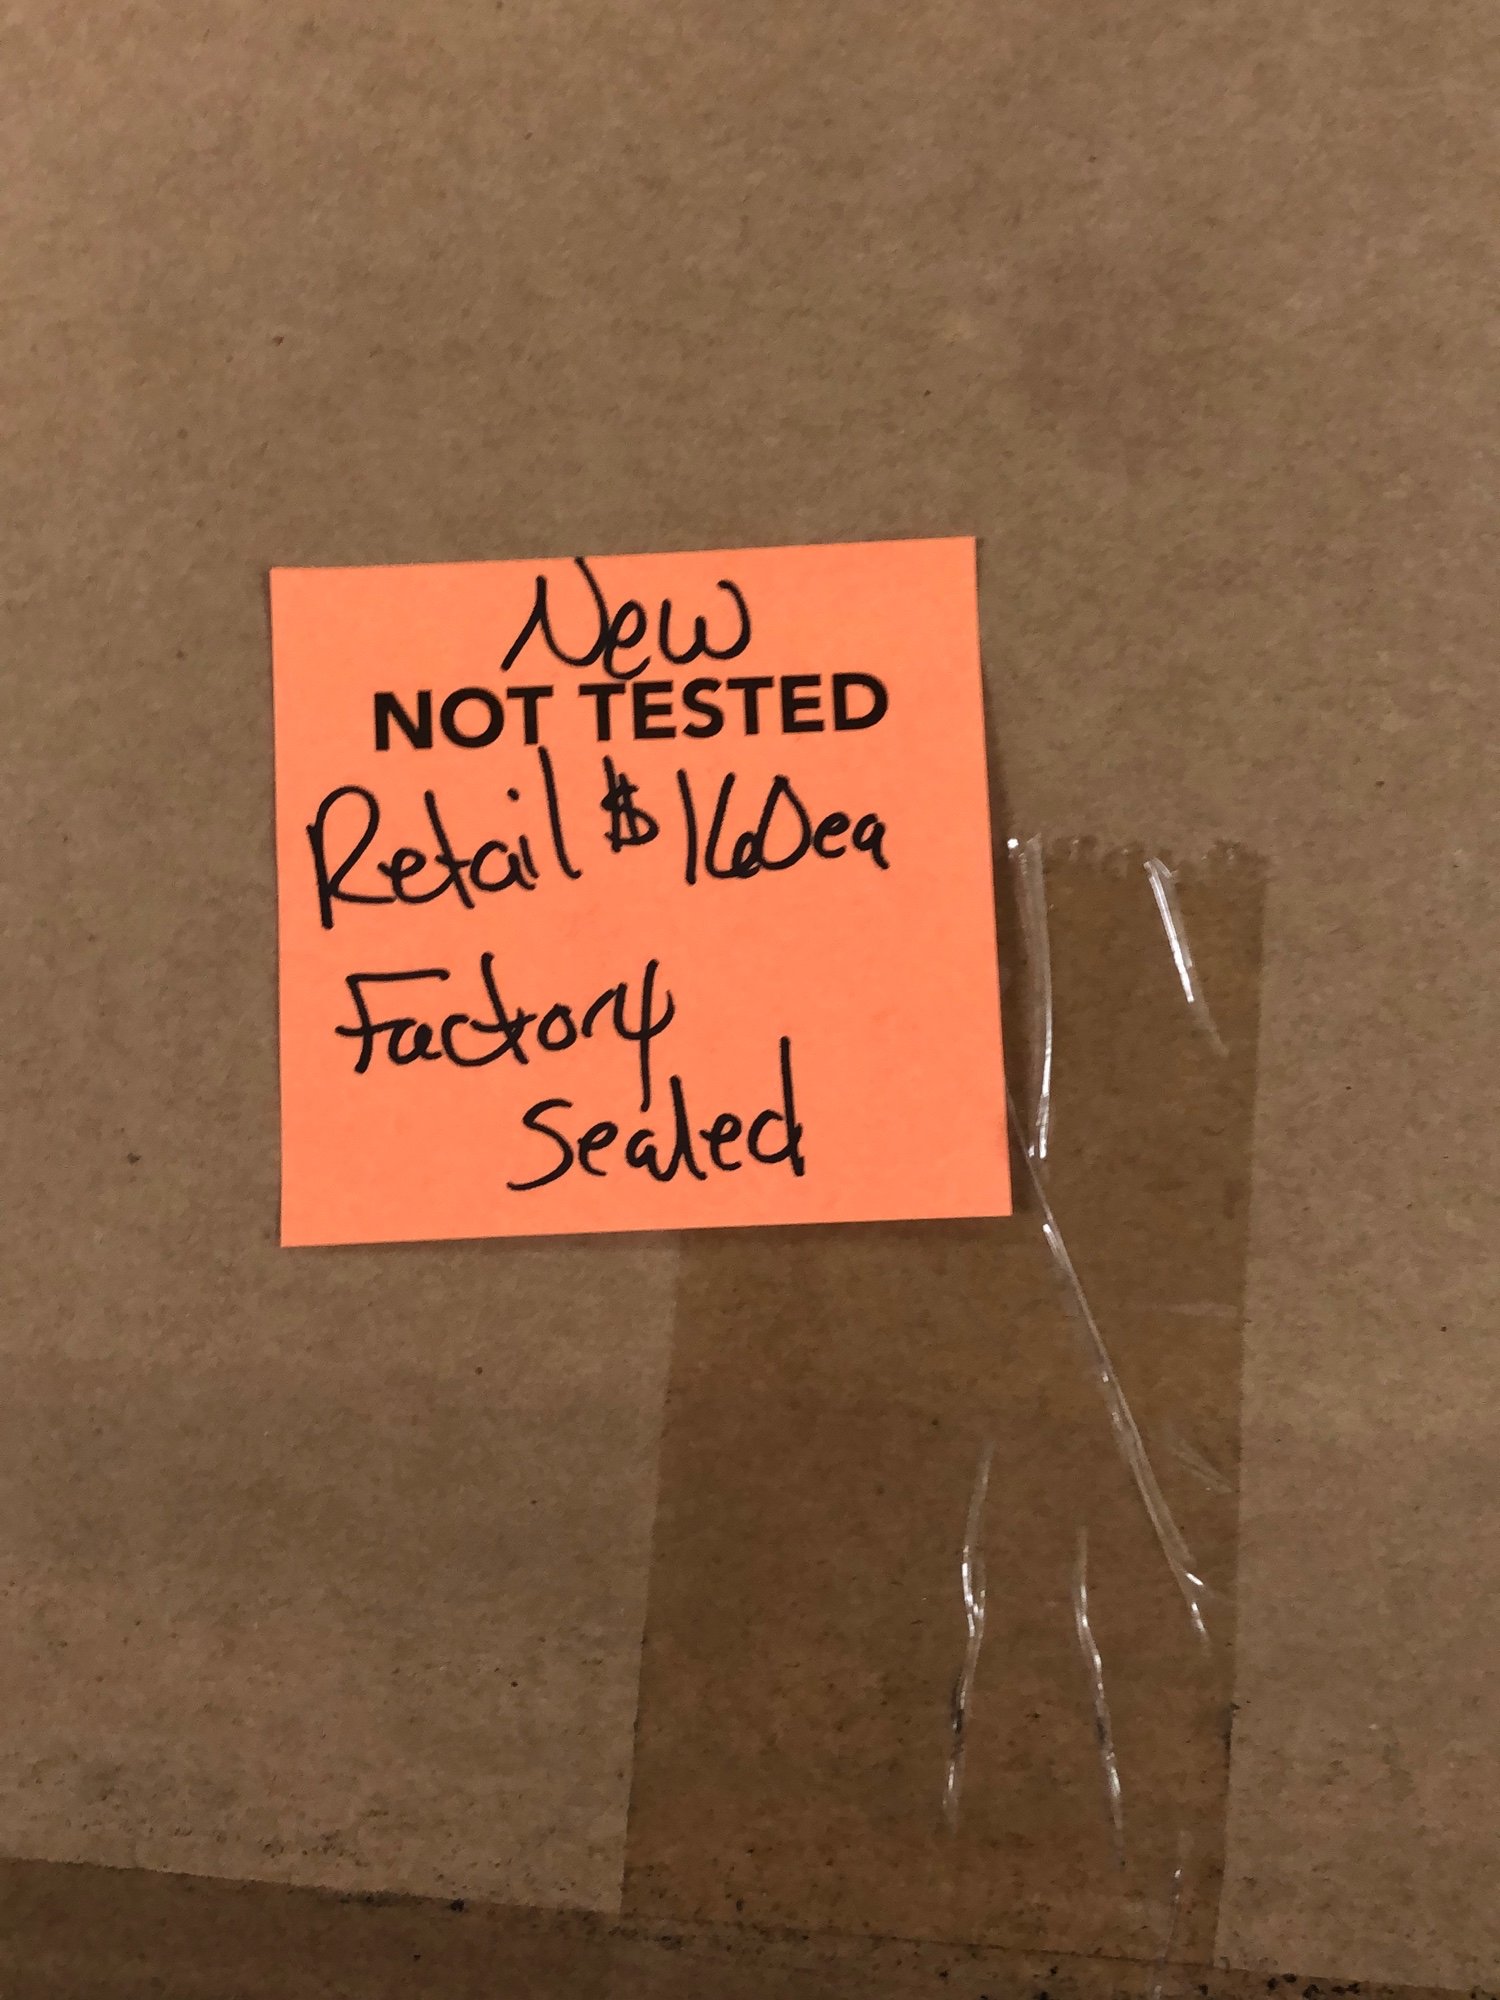 New
NOT TESTED
Retail $160ea
Factory
Sealed